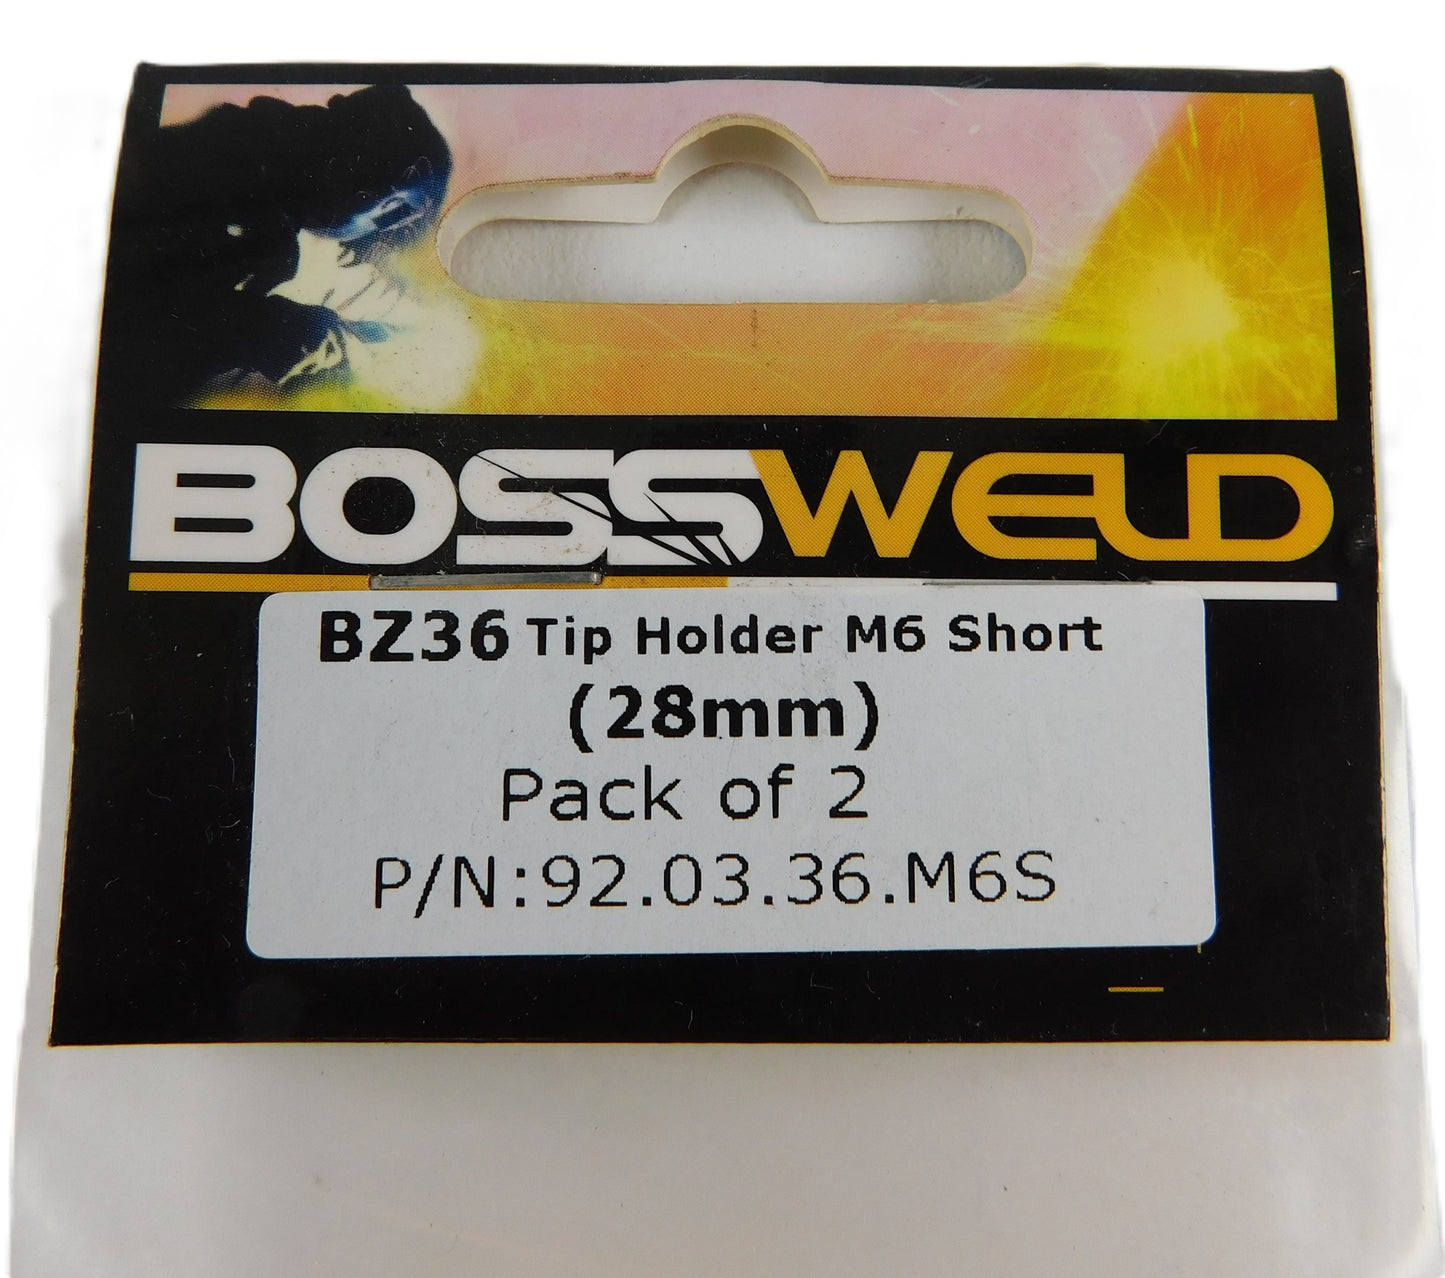 BOSSWELD
BZ36 Tip Holder M6 Short
(28mm)
Pack of 2
P/N:92.03.36.M6S